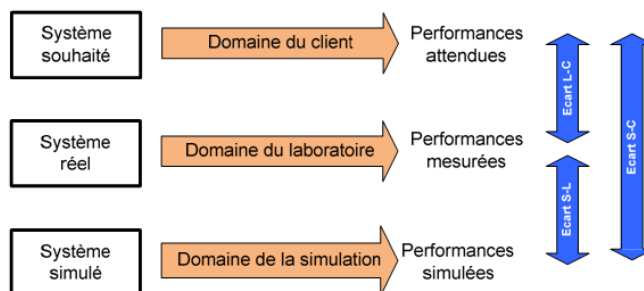 Système
souhaité
Domaine du client
Performances
attendues
Ecart L-C
Ecart S-C
Système
réel
Domaine du laboratoire
Performances
mesurées
Ecart S-L
Système
simulé
Domaine de la simulation
Performances
simulées